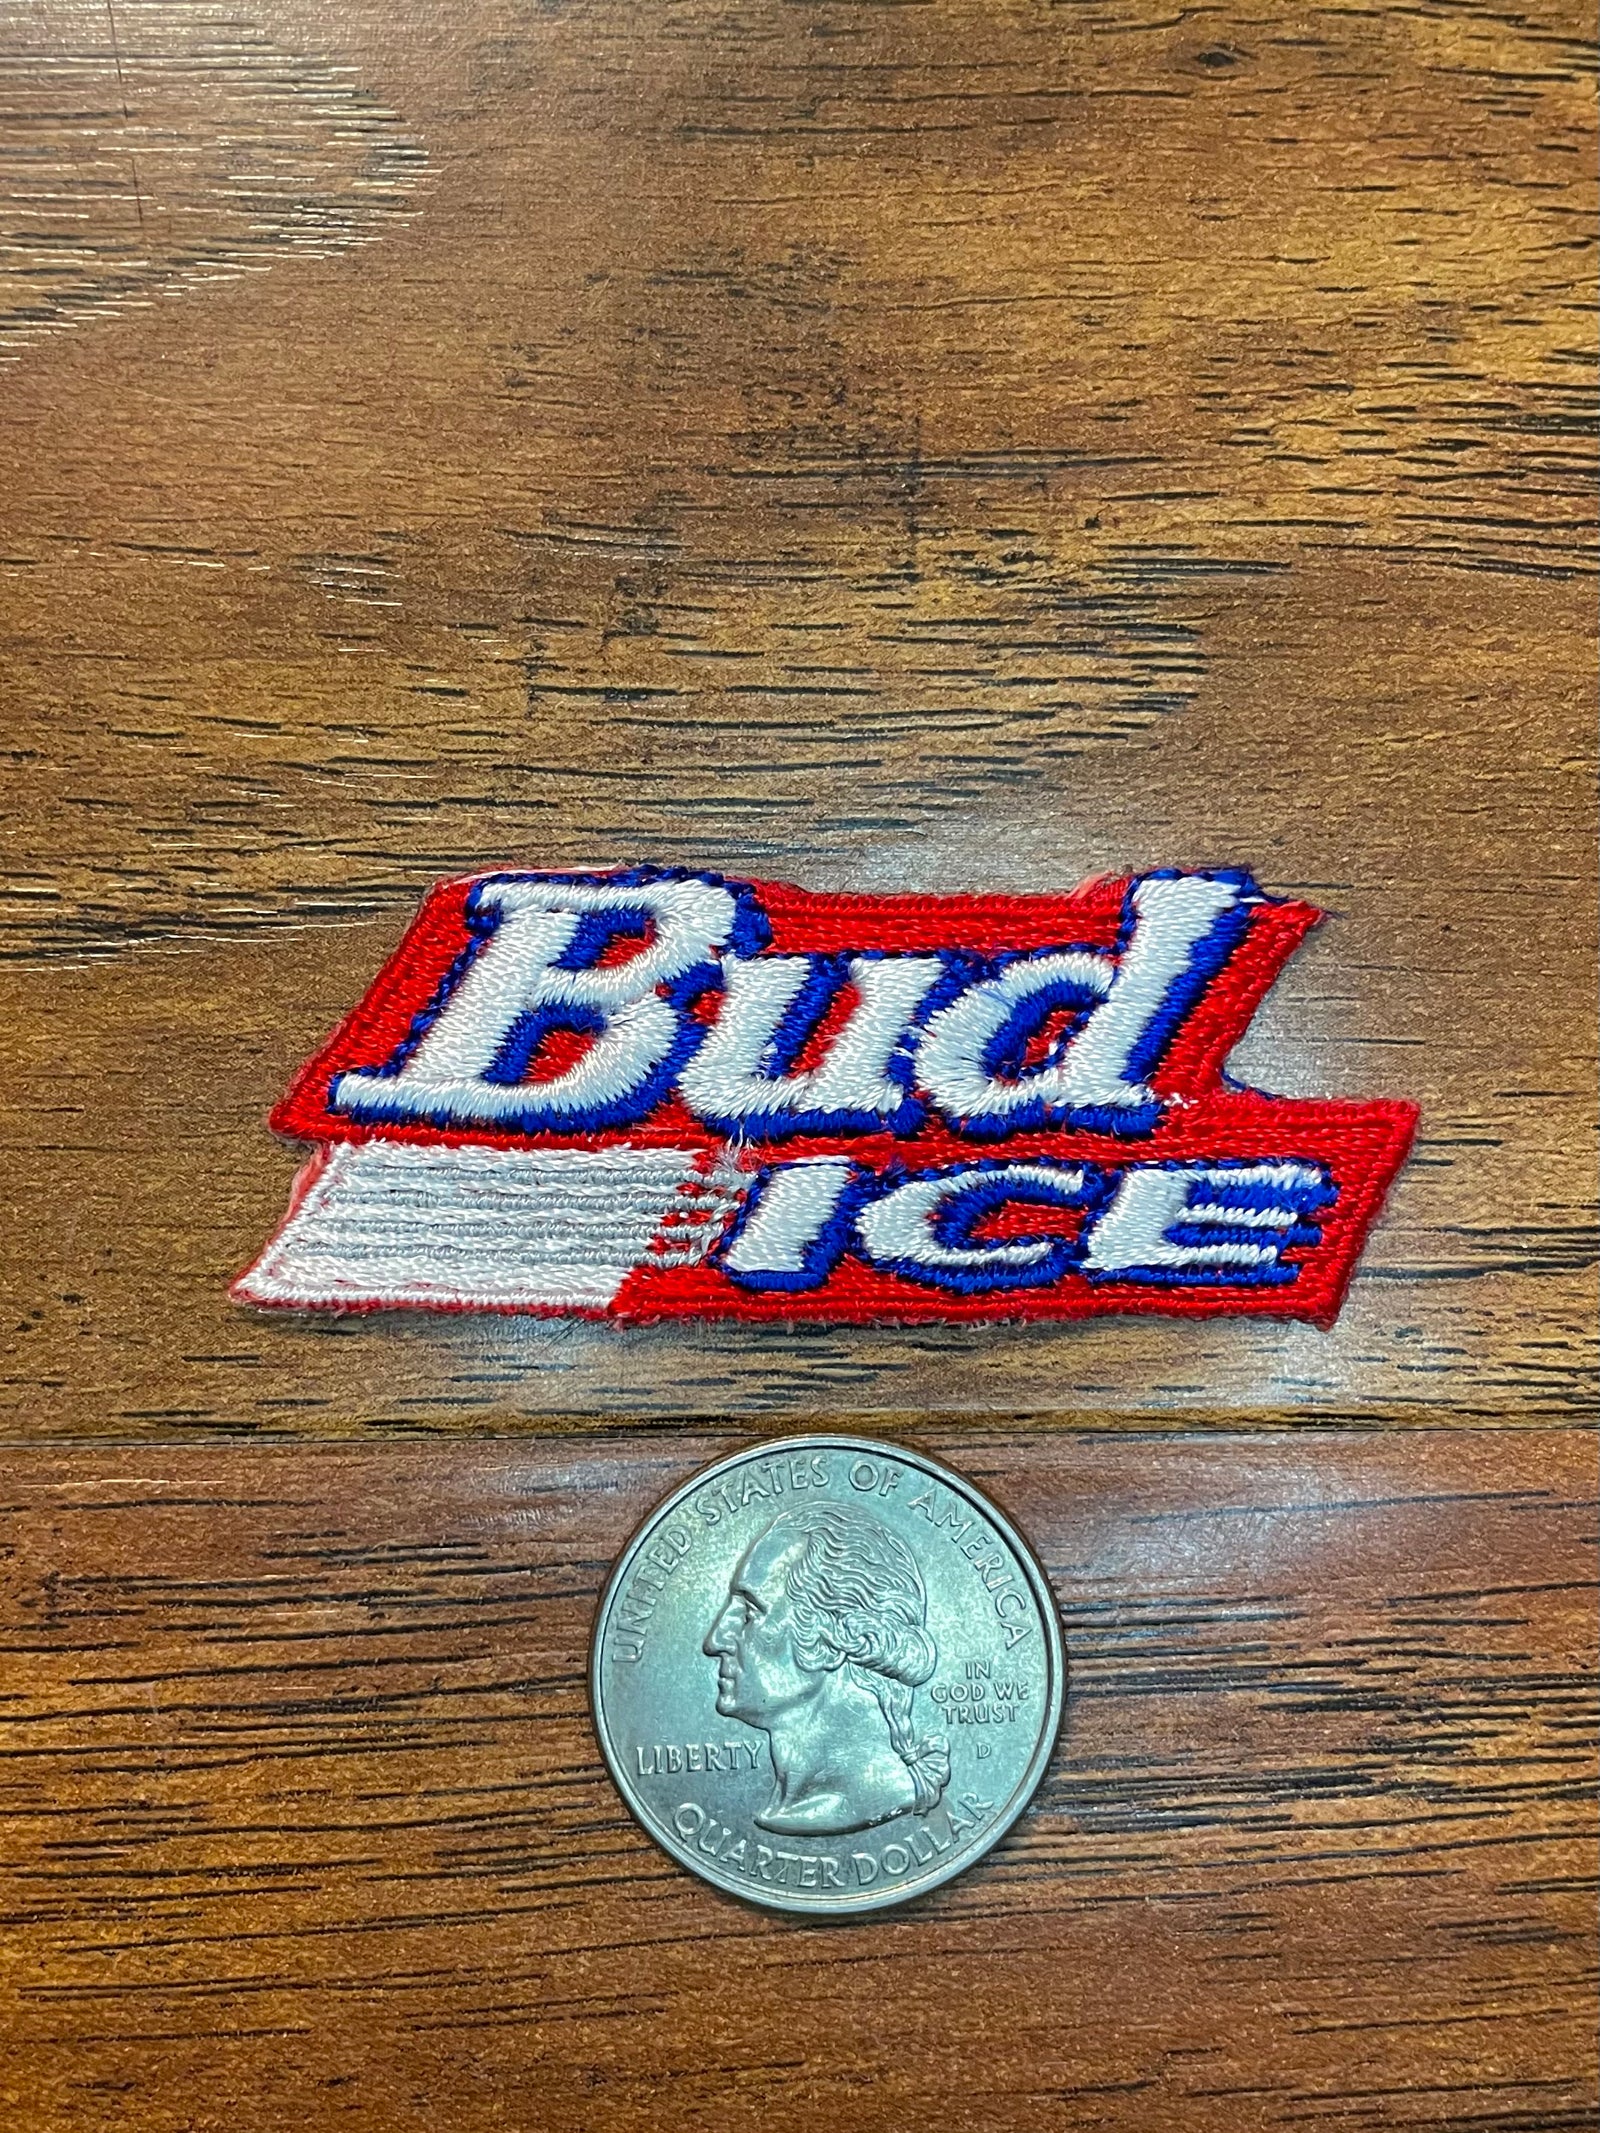 Bud
ICE
UNITED STATES OF AMERICA
IN
GOD WE
TRUST
D
LIBERTY
QUARTER DOLLAR